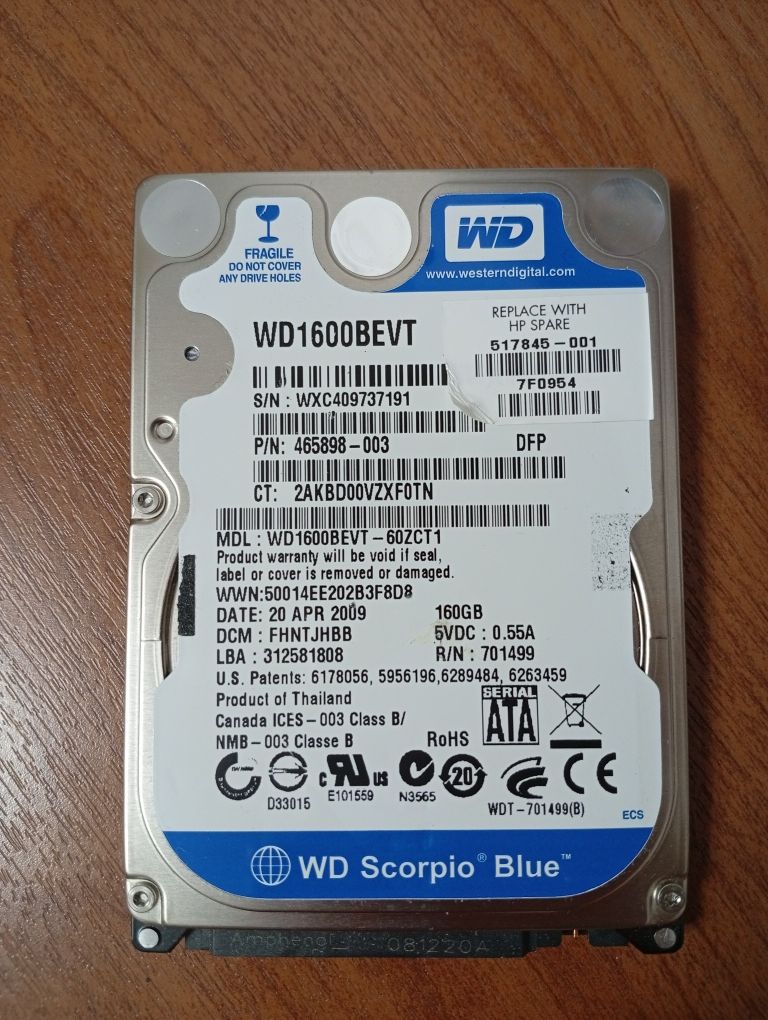 FRAGILE
DO NOT COVER
ANY DRIVE HOLES
WD
www.westerndigital.com
REPLACE WITH
HP SPARE
517845-001
7F0954
WD1600BEVT
S/N : WXC409737191
P/N: 465898-003 DFP
CT: 2AKBD00VZXF0TN
MDL : WD1600BEVT-60ZCT1
Product warranty will be void if seal,
label or cover is removed or damaged.
WWN:50014EE202B3F8D8
DATE: 20 APR 2009 160GB
DCM : FHNTJHBB 5VDC : 0.55A
LBA : 312581808 R/N : 701499
U.S. Patents: 6178056, 5956196,6289484, 6263459
Product of Thailand
Canada ICES-003 Class B/
NMB-003 Classe B
RoHS
SERIAL
ATA
D33015
c RU US
E101559
N3565
20
WDT-701499(B)
CE
ECS
WD Scorpio® Blue™
Amphenol 081220A